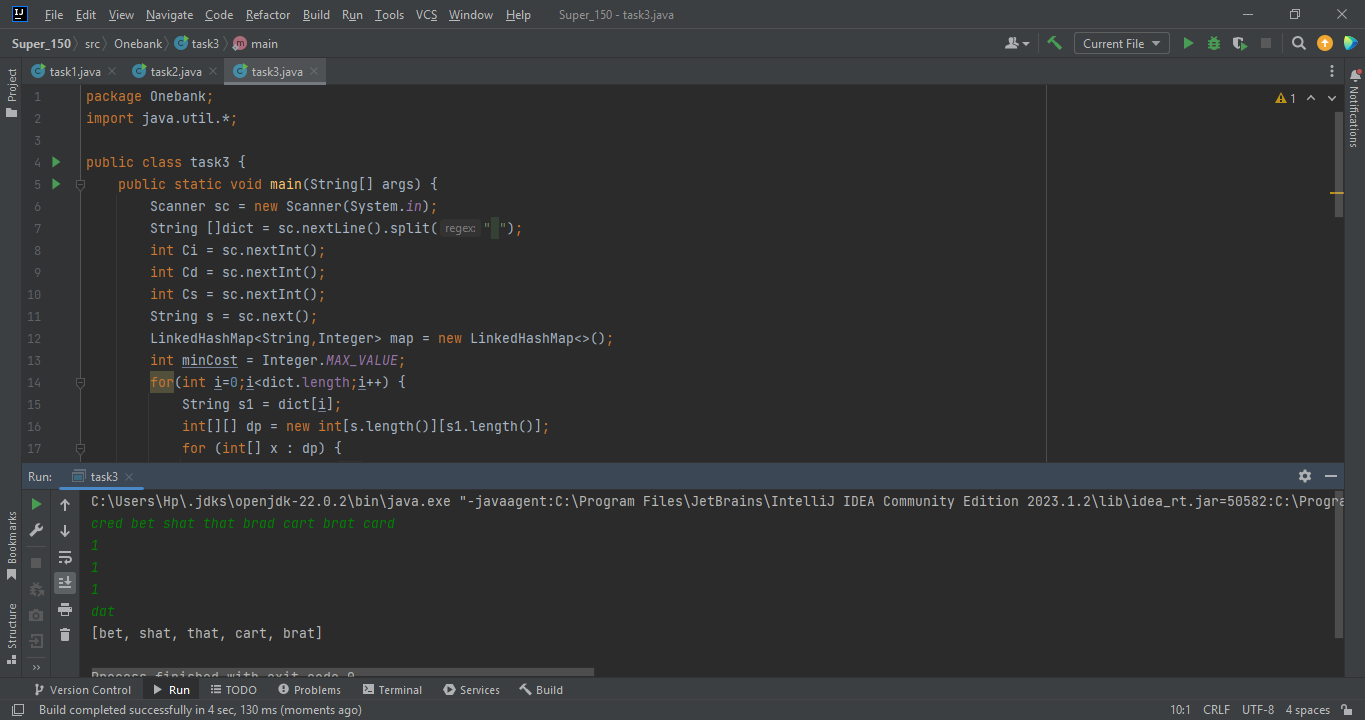 File Edit View Navigate Code Refactor Build Run Tools VCS Window Help Super_150 - task3.java
Super_150 src Onebank task3 main Current File
task1.java task2.java task3.java
Project
Notifications
1 package Onebank;
2 import java.util.*;
3
4 public class task3 {
5 public static void main(String[] args) {
6 Scanner sc = new Scanner(System.in);
7 String []dict = sc.nextLine().split( regex: " ");
8 int Ci = sc.nextInt();
9 int Cd = sc.nextInt();
10 int Cs = sc.nextInt();
11 String s = sc.next();
12 LinkedHashMap<String,Integer> map = new LinkedHashMap<>();
13 int minCost = Integer.MAX_VALUE;
14 for(int i=0;i<dict.length;i++) {
15 String s1 = dict[i];
16 int[][] dp = new int[s.length()][s1.length()];
17 for (int[] x : dp) {
1
Run: task3
C:\Users\Hp\.jdks\openjdk-22.0.2\bin\java.exe "-javaagent:C:\Program Files\JetBrains\IntelliJ IDEA Community Edition 2023.1.2\lib\idea_rt.jar=50582:C:\Progra
cred bet shat that brad cart brat card
1
1
1
dat
[bet, shat, that, cart, brat]
Process finished with exit code 0
Bookmarks
Structure
Version Control Run TODO Problems Terminal Services Build
Build completed successfully in 4 sec, 130 ms (moments ago) 10:1 CRLF UTF-8 4 spaces